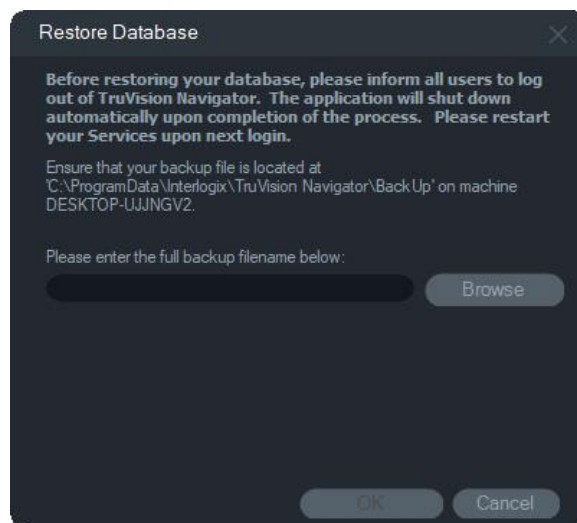 Restore Database
Before restoring your database, please inform all users to log
out of TruVision Navigator.  The application will shut down
automatically upon completion of the process.   Please restart
your Services upon next login.
Ensure that your backup file is located at
'C:\ProgramData\Interlogix\TruVision Navigator\BackUp' on machine
DESKTOP-UJJNGV2.
Please enter the full backup filename below:
Browse
OK
Cancel